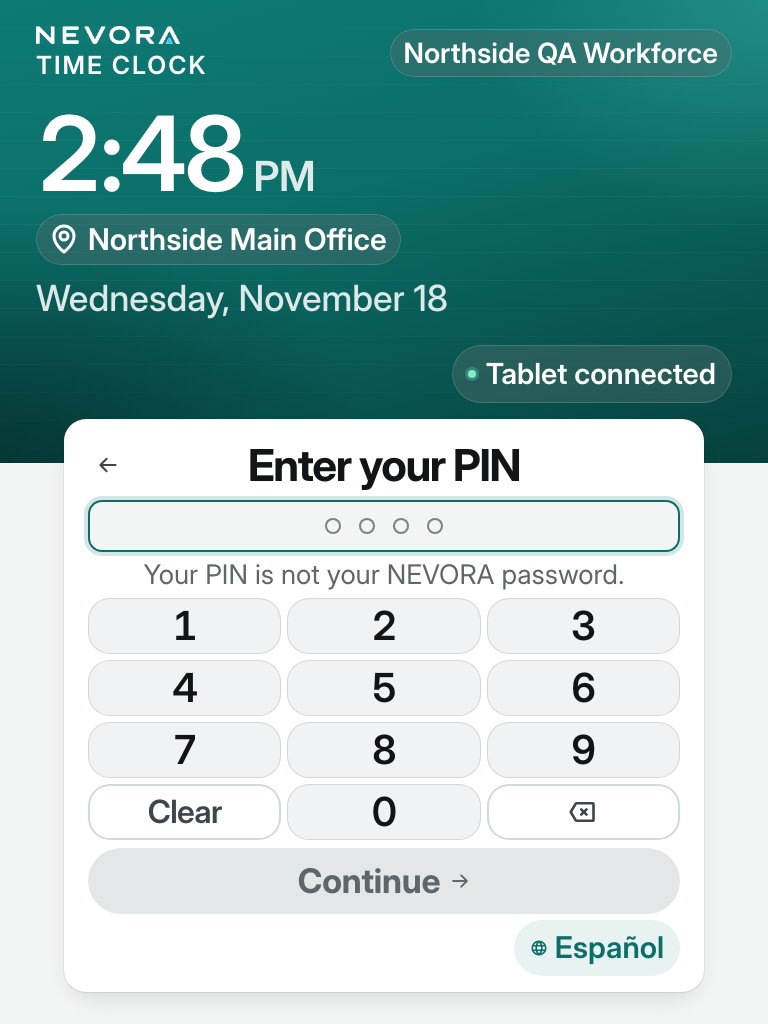 NEVORA
TIME CLOCK
Northside QA Workforce
2:48 PM
Northside Main Office
Wednesday, November 18
Tablet connected
Enter your PIN
Your PIN is not your NEVORA password.
1 2 3
4 5 6
7 8 9
Clear 0
Continue →
Español